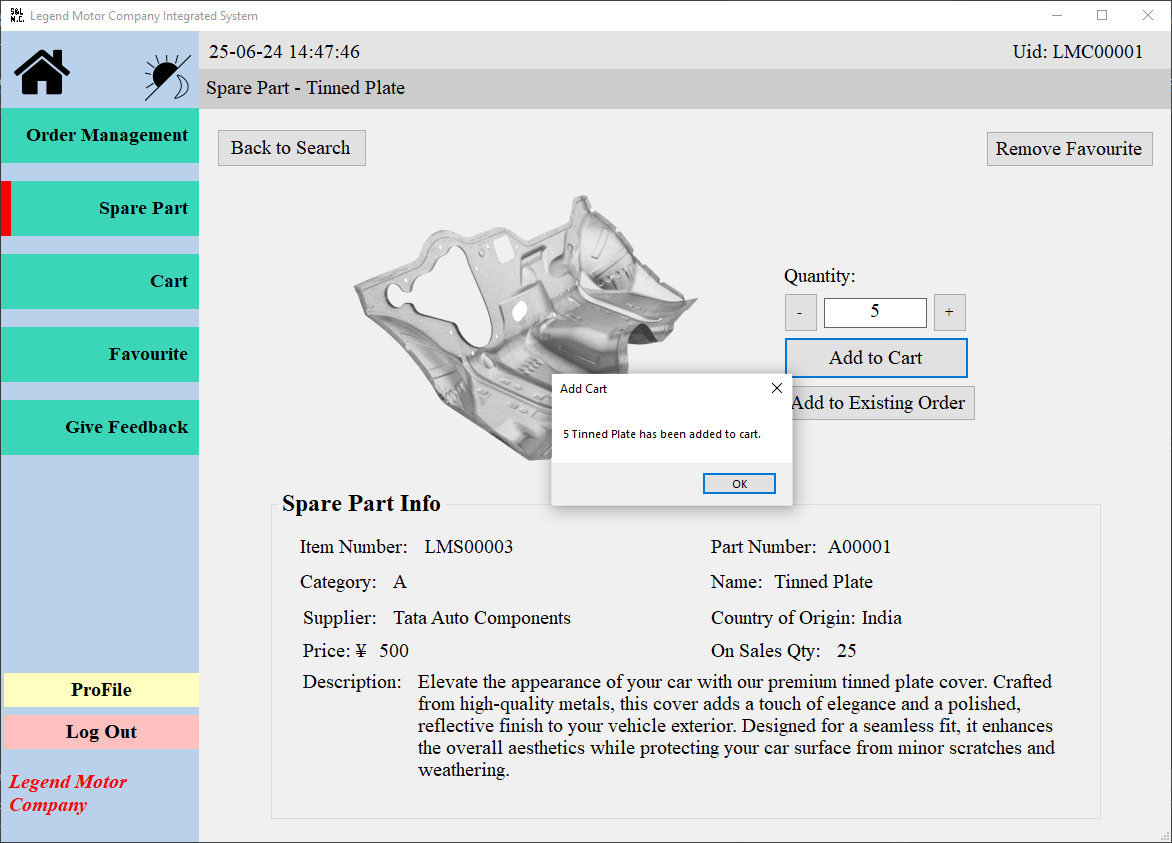 S&L
M.C.
Legend Motor Company Integrated System
25-06-24 14:47:46
Uid: LMC00001
Spare Part - Tinned Plate
Order Management
Spare Part
Cart
Favourite
Give Feedback
ProFile
Log Out
Legend Motor
Company
Back to Search
Remove Favourite
Quantity:
-
5
+
Add to Cart
Add to Existing Order
Add Cart
5 Tinned Plate has been added to cart.
OK
Spare Part Info
Item Number: LMS00003
Part Number: A00001
Category: A
Name: Tinned Plate
Supplier: Tata Auto Components
Country of Origin: India
Price: ¥ 500
On Sales Qty: 25
Description: Elevate the appearance of your car with our premium tinned plate cover. Crafted
from high-quality metals, this cover adds a touch of elegance and a polished,
reflective finish to your vehicle exterior. Designed for a seamless fit, it enhances
the overall aesthetics while protecting your car surface from minor scratches and
weathering.